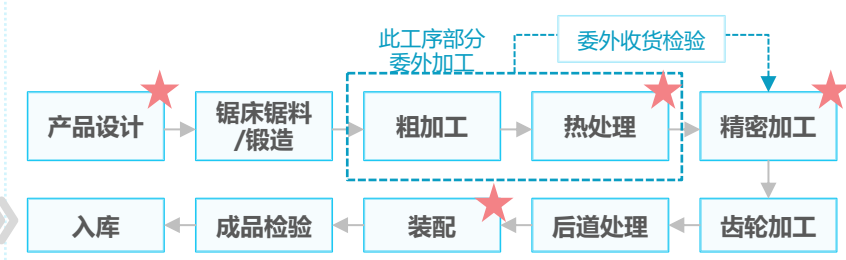 此工序部分
委外加工
委外收货检验
产品设计
锯床锯料
/锻造
粗加工
热处理
精密加工
入库
成品检验
装配
后道处理
齿轮加工